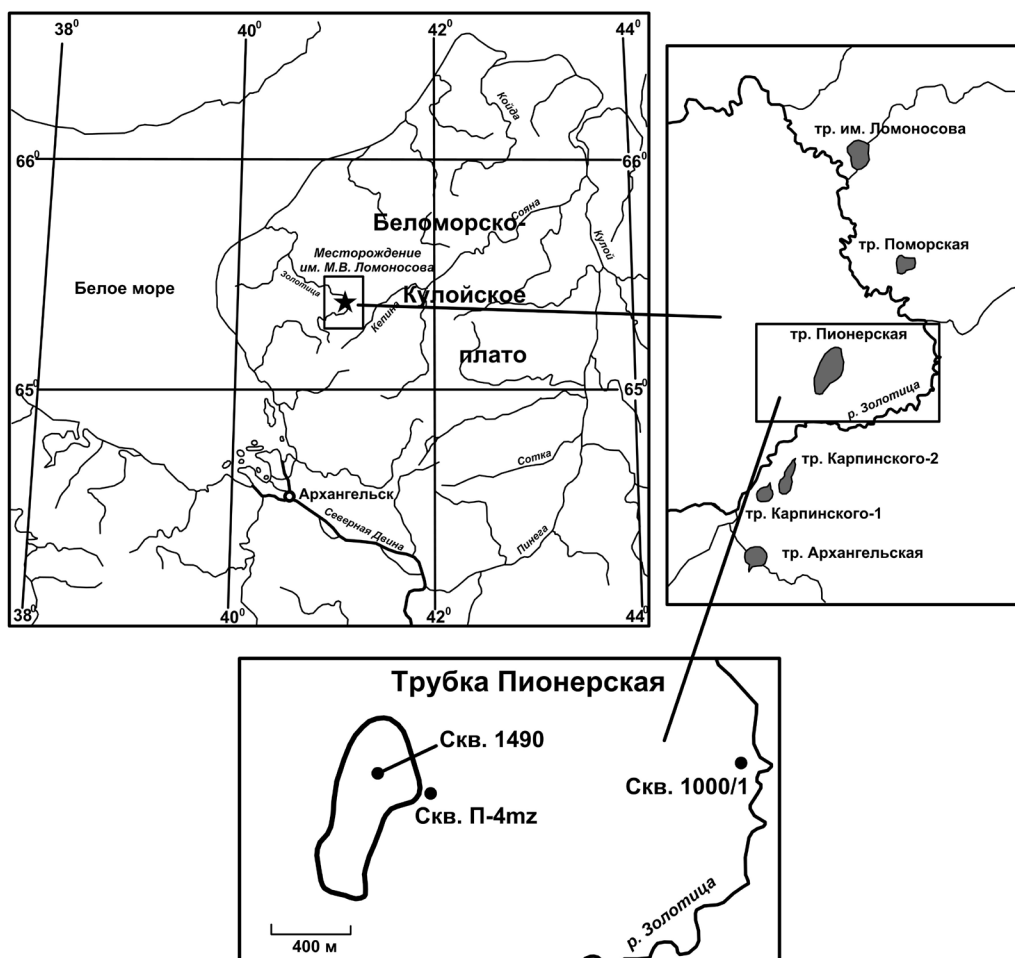 38⁰
40⁰
42⁰
44⁰
Койда
66⁰
66⁰
Сояна
Беломорско-
Кулой
Месторождение
им. М.В. Ломоносова
Золотица
Белое море
Кулойское
Кепина
плато
65⁰
65⁰
Сотка
Архангельск
Северная Двина
Пинега
38⁰
40⁰
42⁰
44⁰
тр. им. Ломоносова
тр. Поморская
тр. Пионерская
р. Золотица
тр. Карпинского-2
тр. Карпинского-1
тр. Архангельская
Трубка Пионерская
Скв. 1490
Скв. 1000/1
Скв. П-4mz
р. Золотица
400 м